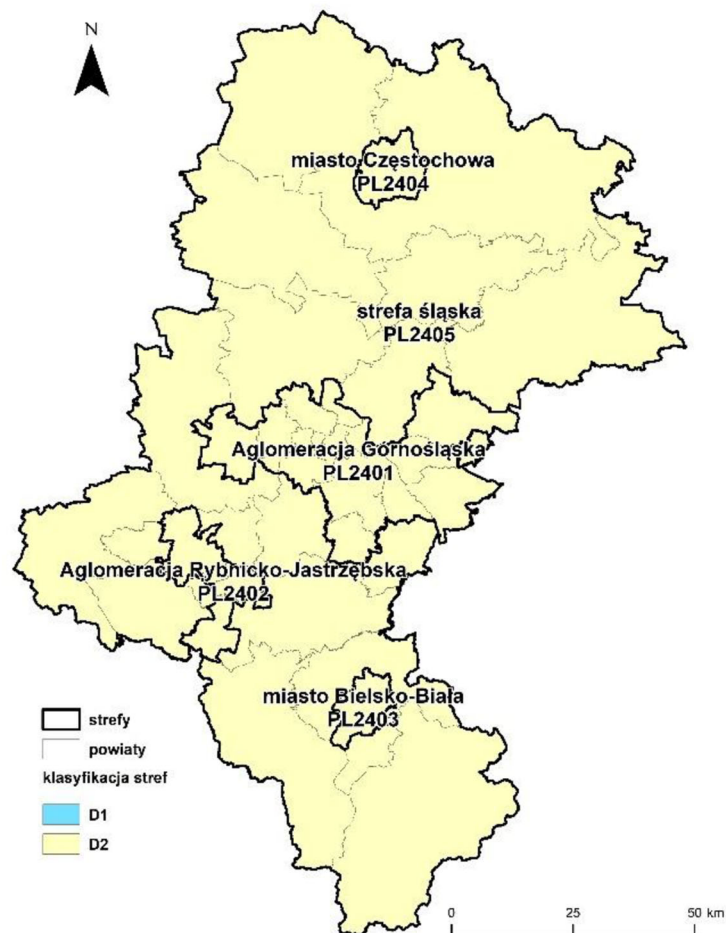 N
miasto Częstochowa
PL2404
strefa śląska
PL2405
Aglomeracja Górnośląska
PL2401
Aglomeracja Rybnicko-Jastrzębska
PL2402
miasto Bielsko-Biała
PL2403
strefy
powiaty
klasyfikacja stref
D1
D2
0 25 50 km